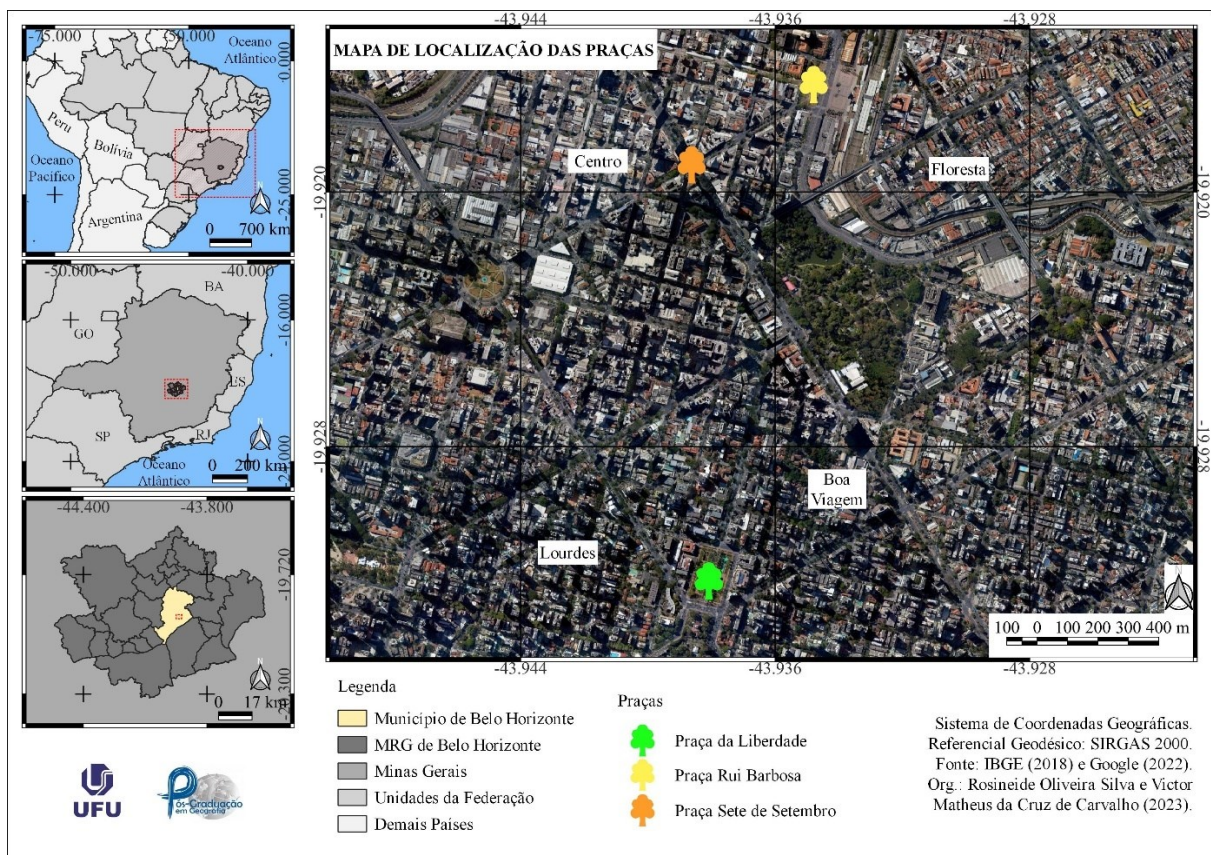 -75.000
-50.000
Oceano
Atlântico
0.000
Peru
Bolívia
Oceano
Pacífico
Argentina
-25.000
N
0 700 km
-50.000
-40.000
BA
GO
-16.000
ES
SP
RJ
Oceano
Atlântico
N
0 200 km
-44.400
-43.800
-19.720
N
0 17 km
-43.944
-43.936
-43.928
MAPA DE LOCALIZAÇÃO DAS PRAÇAS
Centro
Floresta
-19.920
-19.920
-19.928
-19.928
Boa
Viagem
Lourdes
100 0 100 200 300 400 m
-43.944
-43.936
-43.928
Legenda
Município de Belo Horizonte
MRG de Belo Horizonte
Minas Gerais
Unidades da Federação
Demais Países
Praças
Praça da Liberdade
Praça Rui Barbosa
Praça Sete de Setembro
Sistema de Coordenadas Geográficas.
Referencial Geodésico: SIRGAS 2000.
Fonte: IBGE (2018) e Google (2022).
Org.: Rosineide Oliveira Silva e Victor
Matheus da Cruz de Carvalho (2023).
UFU
Pós-Graduação
em Geografia